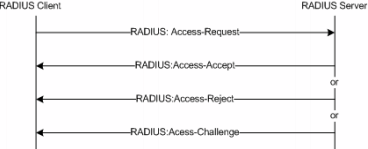 RADIUS Client
RADIUS Server
RADIUS: Access-Request
RADIUS:Access-Accept
or
RADIUS:Access-Reject
or
RADIUS:Acess-Challenge